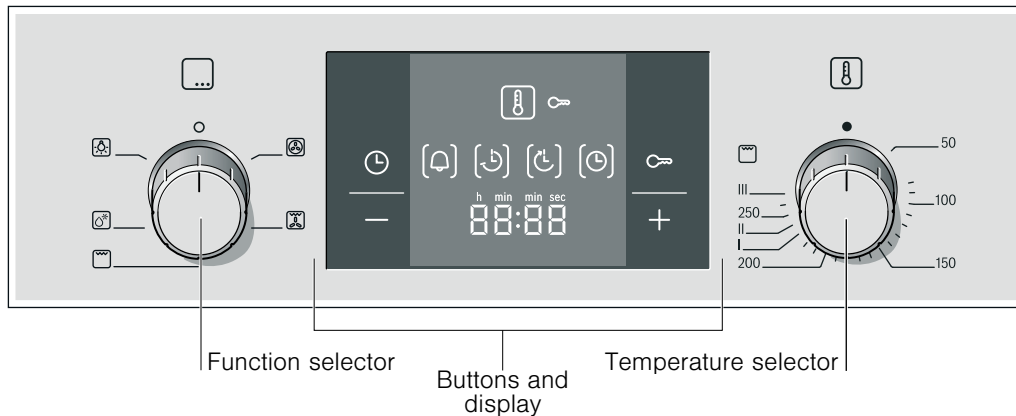 50
100
150
200
I
II
250
III
h min min sec
88:88
Function selector
Buttons and
display
Temperature selector